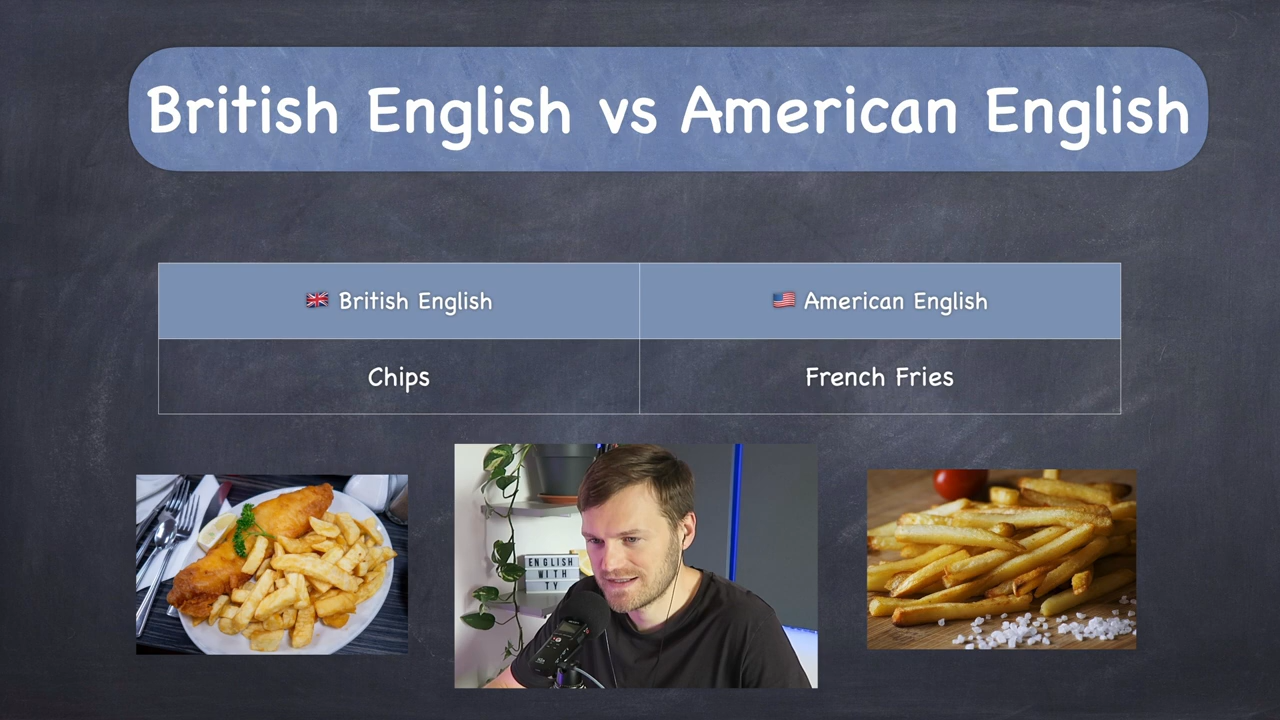 British English vs American English
🇬🇧 British English
🇺🇸 American English
Chips
French Fries
ENGLISH
WITH
TY